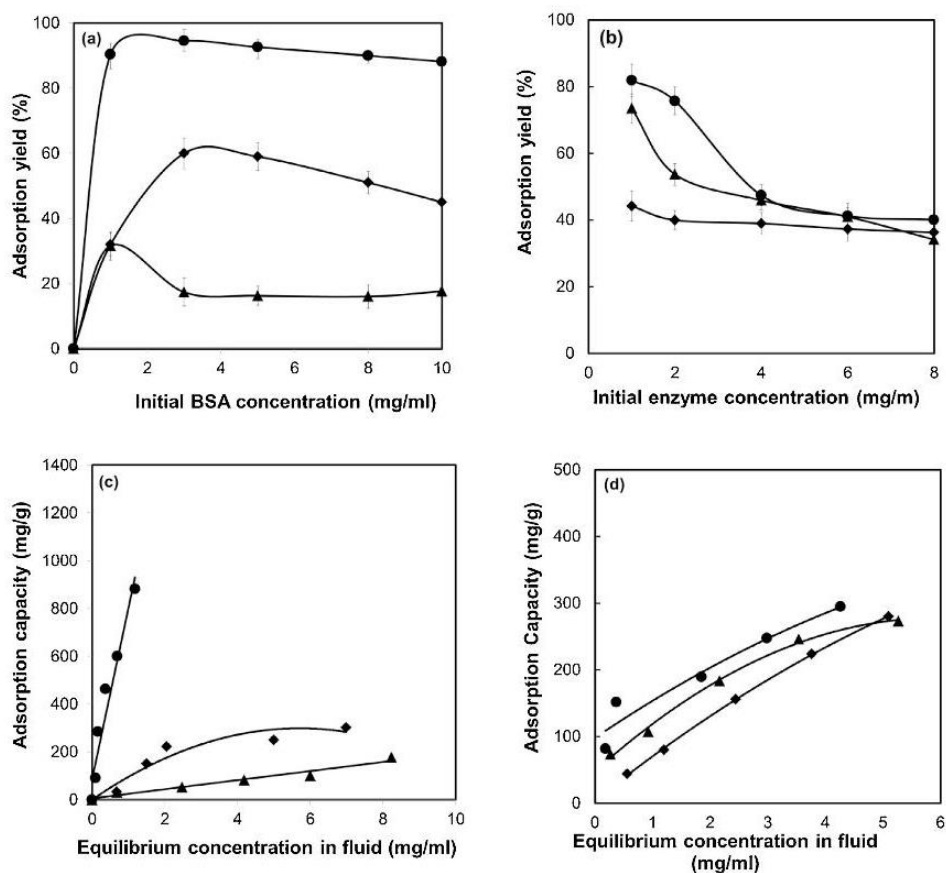 (a)
100
80
60
40
20
0
Adsorption yield (%)
0 2 4 6 8 10
Initial BSA concentration (mg/ml)
(b)
100
80
60
40
20
0
Adsorption yield (%)
0 2 4 6 8
Initial enzyme concentration (mg/m)
(c)
1400
1200
1000
800
600
400
200
0
Adsorption capacity (mg/g)
0 2 4 6 8 10
Equilibrium concentration in fluid (mg/ml)
(d)
500
400
300
200
100
0
Adsorption Capacity (mg/g)
0 1 2 3 4 5 6
Equilibrium concentration in fluid
(mg/ml)